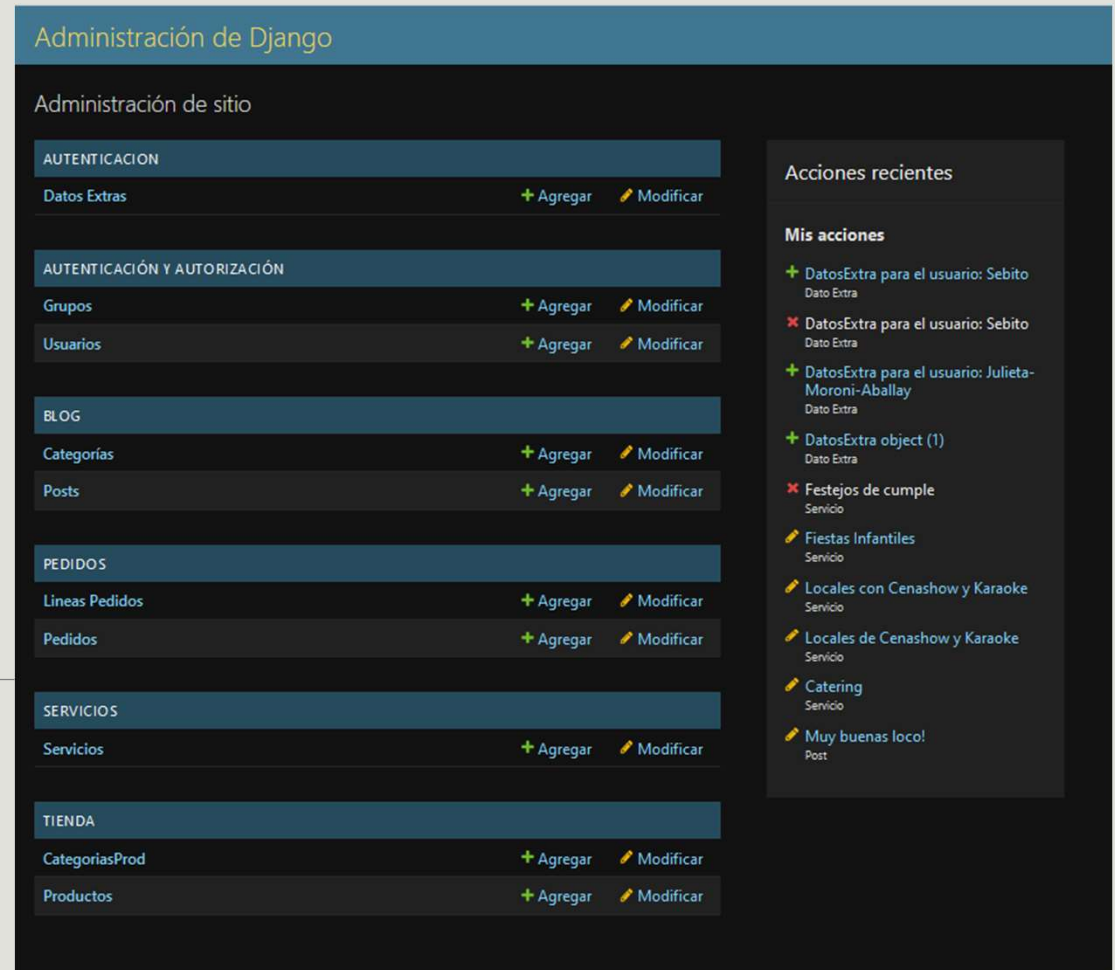 Administración de Django
Administración de sitio
AUTENTICACION
Datos Extras Agregar Modificar
AUTENTICACIÓN Y AUTORIZACIÓN
Grupos Agregar Modificar
Usuarios Agregar Modificar
BLOG
Categorías Agregar Modificar
Posts Agregar Modificar
PEDIDOS
Lineas Pedidos Agregar Modificar
Pedidos Agregar Modificar
SERVICIOS
Servicios Agregar Modificar
TIENDA
CategoriasProd Agregar Modificar
Productos Agregar Modificar
Acciones recientes
Mis acciones
DatosExtra para el usuario: Sebito
Dato Extra
DatosExtra para el usuario: Sebito
Dato Extra
DatosExtra para el usuario: Julieta-
Moroni-Aballay
Dato Extra
DatosExtra object (1)
Dato Extra
Festejos de cumple
Servicio
Fiestas Infantiles
Servicio
Locales con Cenashow y Karaoke
Servicio
Locales de Cenashow y Karaoke
Servicio
Catering
Servicio
Muy buenas loco!
Post